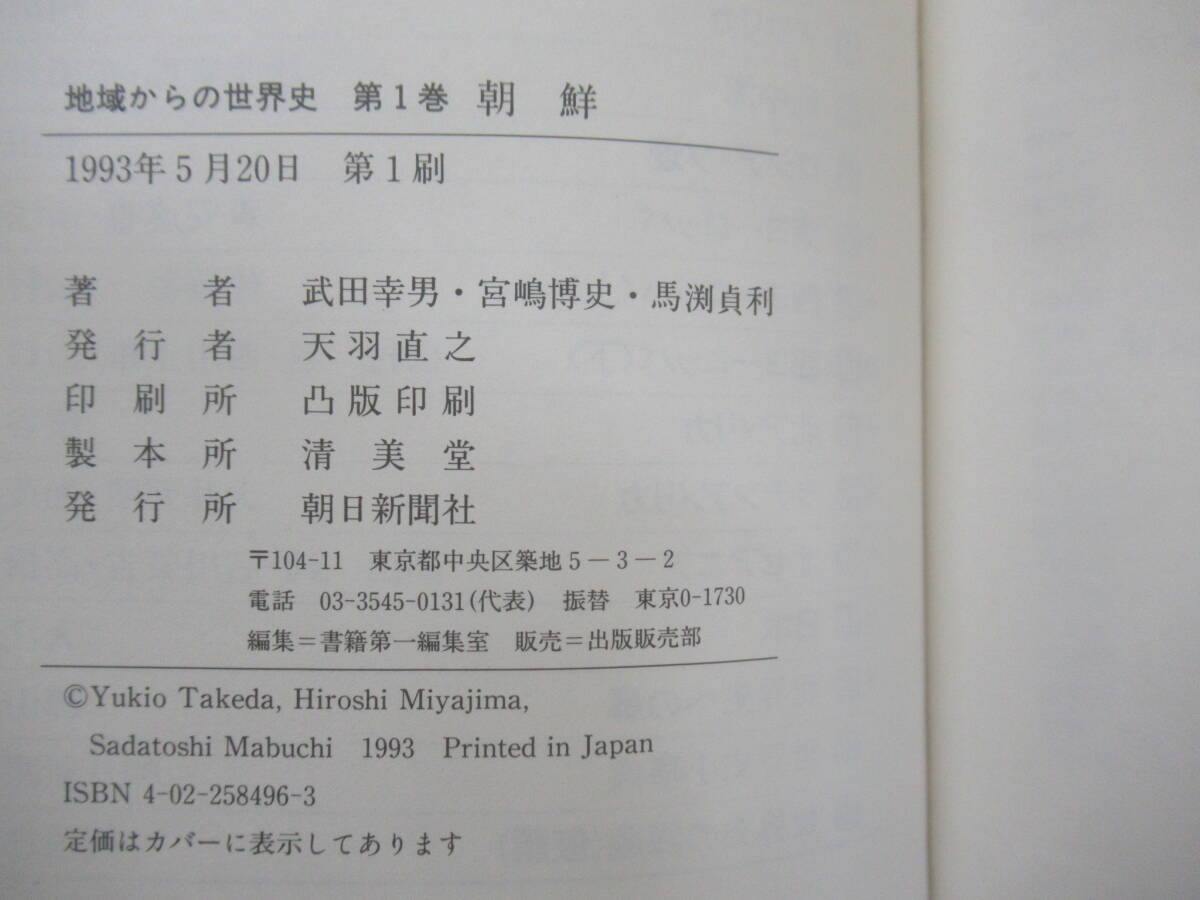 地域からの世界史 第1巻 朝鮮
1993年5月20日 第1刷
著者 武田幸男・宮嶋博史・馬渕貞利
発行者 天羽直之
印刷所 凸版印刷
製本所 清美堂
発行所 朝日新聞社
〒104-11 東京都中央区築地5－3－2
電話 03-3545-0131(代表) 振替 東京0-1730
編集＝書籍第一編集室 販売＝出版販売部
©Yukio Takeda, Hiroshi Miyajima,
Sadatoshi Mabuchi 1993 Printed in Japan
ISBN 4-02-258496-3
定価はカバーに表示してあります